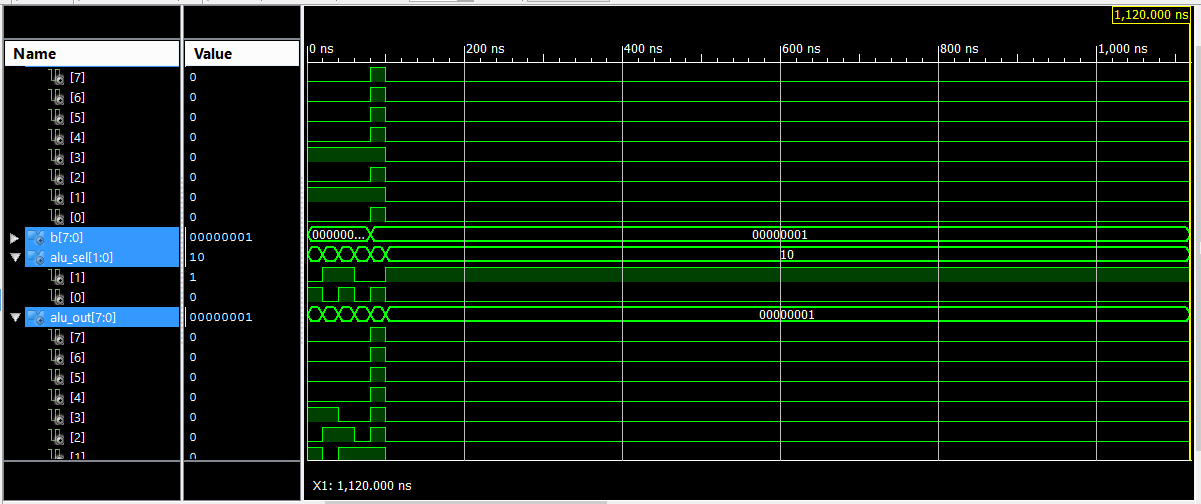 1,120.000 ns
Name Value 0 ns 200 ns 400 ns 600 ns 800 ns 1,000 ns
[7] 0
[6] 0
[5] 0
[4] 0
[3] 0
[2] 0
[1] 0
[0] 0
b[7:0] 00000001 000000... 00000001
alu_sel[1:0] 10 10
[1] 1
[0] 0
alu_out[7:0] 00000001 00000001
[7] 0
[6] 0
[5] 0
[4] 0
[3] 0
[2] 0
[1] 0
X1: 1,120.000 ns